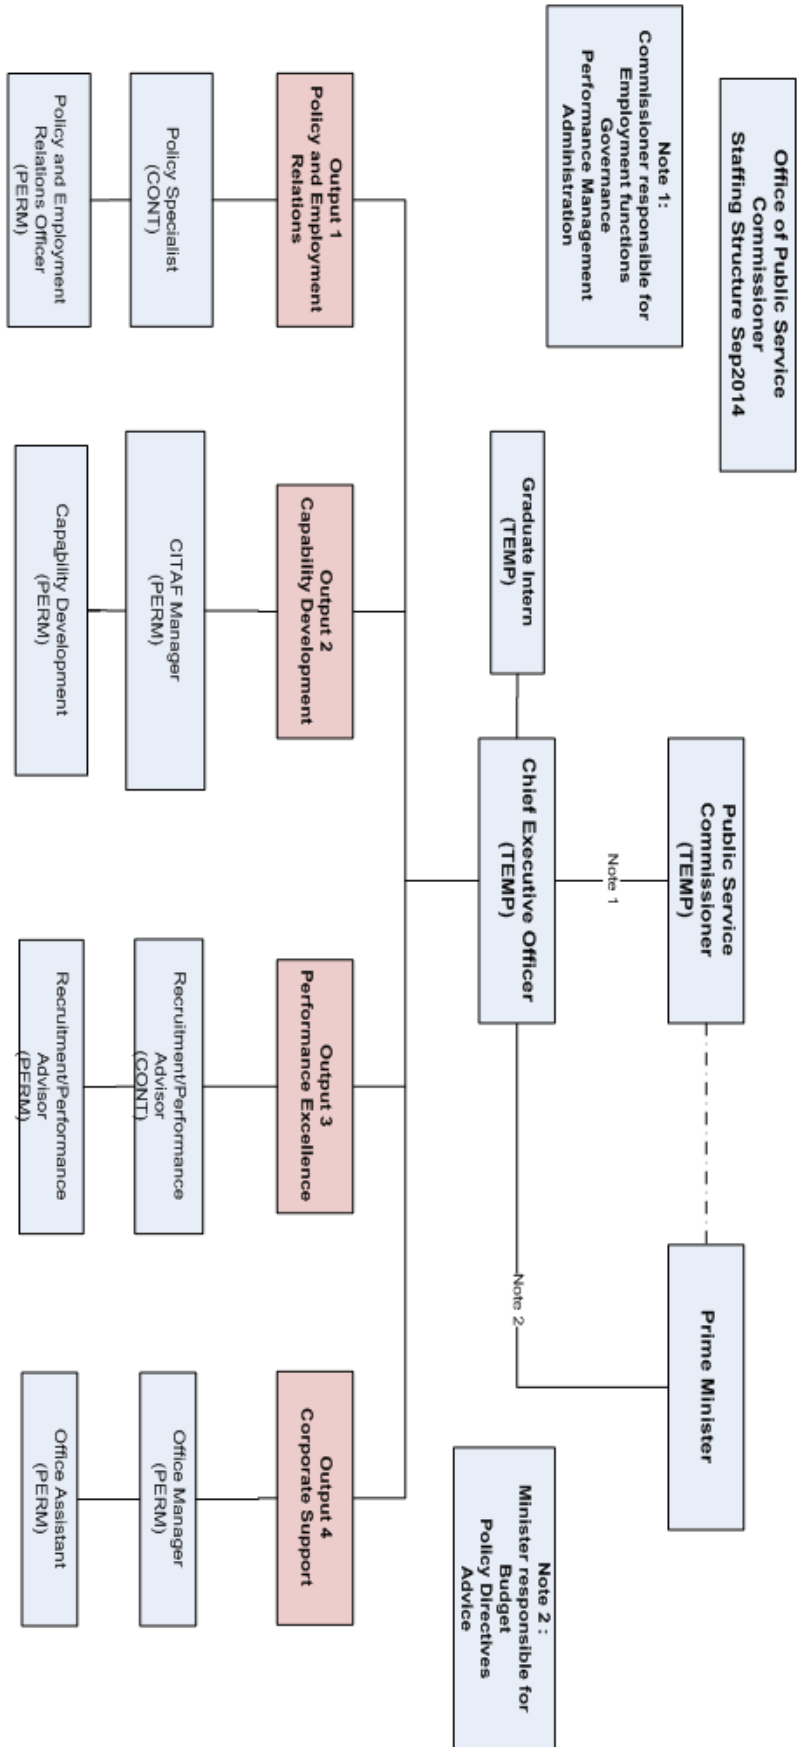 Office of Public Service
Commissioner
Staffing Structure Sep2014
Note 1:
Commissioner responsible for
Employment functions
Governance
Performance Management
Administration
Public Service
Commissioner
(TEMP)
Prime Minister
Note 1
Graduate Intern
(TEMP)
Chief Executive Officer
(TEMP)
Note 2
Note 2 :
Minister responsible for
Budget
Policy Directives
Advice
Output 1
Policy and Employment
Relations
Output 2
Capability Development
Output 3
Performance Excellence
Output 4
Corporate Support
Policy Specialist
(CONT)
CITAF Manager
(PERM)
Recruitment/Performance
Advisor
(CONT)
Office Manager
(PERM)
Policy and Employment
Relations Officer
(PERM)
Capability Development
(PERM)
Recruitment/Performance
Advisor
(PERM)
Office Assistant
(PERM)